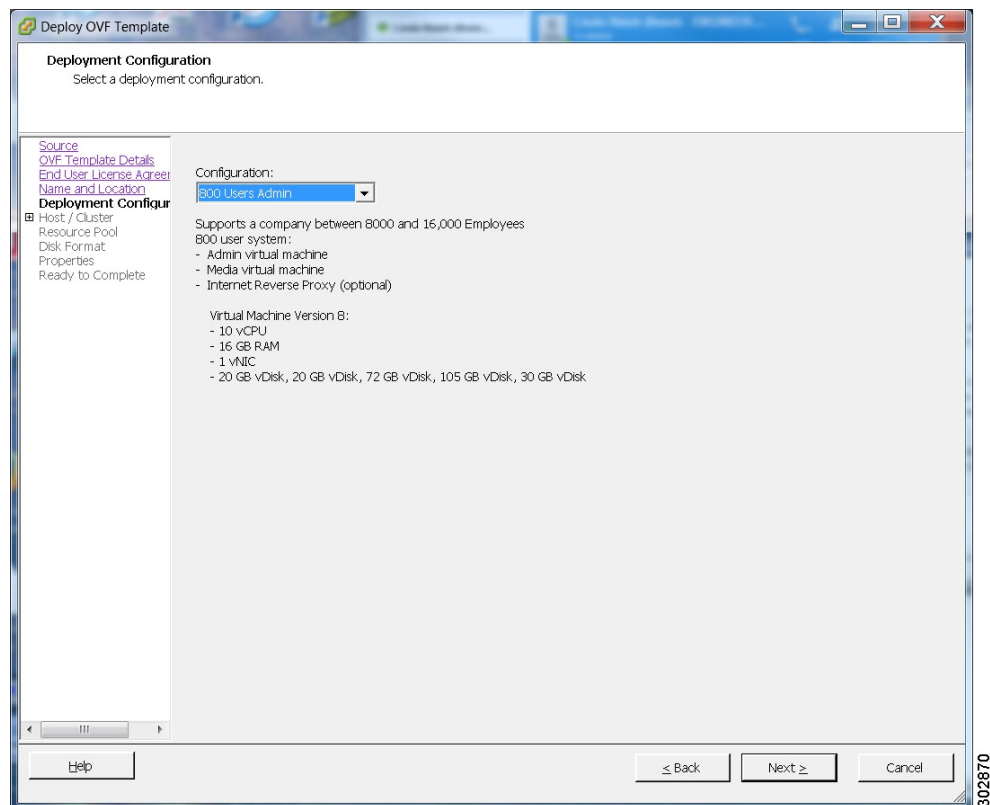 Deploy OVF Template
Deployment Configuration
Select a deployment configuration.
Source
OVF Template Details
End User License Agreer
Name and Location
Deployment Configur
Host / Cluster
Resource Pool
Disk Format
Properties
Ready to Complete
Configuration:
800 Users Admin
Supports a company between 8000 and 16,000 Employees
800 user system:
- Admin virtual machine
- Media virtual machine
- Internet Reverse Proxy (optional)
Virtual Machine Version 8:
- 10 vCPU
- 16 GB RAM
- 1 vNIC
- 20 GB vDisk, 20 GB vDisk, 72 GB vDisk, 105 GB vDisk, 30 GB vDisk
Help
≤ Back
Next ≥
Cancel
302870